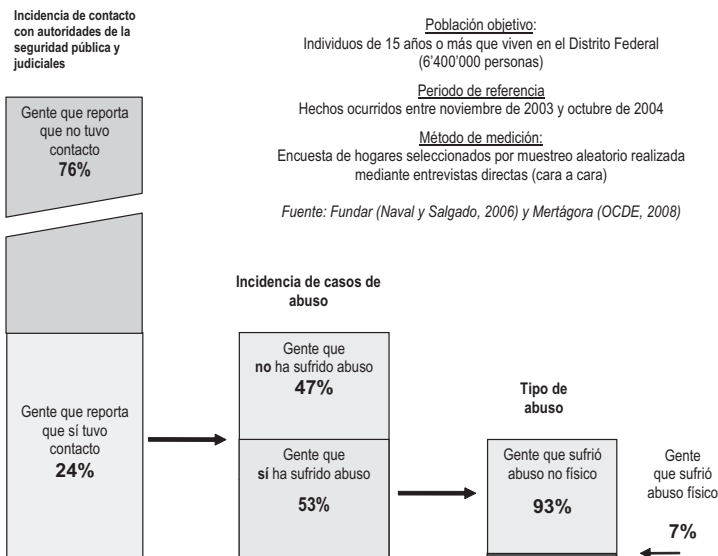 Incidencia de contacto
con autoridades de la
seguridad pública y
judiciales
Población objetivo:
Individuos de 15 años o más que viven en el Distrito Federal
(6'400'000 personas)
Periodo de referencia
Hechos ocurridos entre noviembre de 2003 y octubre de 2004
Método de medición:
Encuesta de hogares seleccionados por muestreo aleatorio realizada
mediante entrevistas directas (cara a cara)
Fuente: Fundar (Naval y Salgado, 2006) y Mertágora (OCDE, 2008)
Gente que reporta
que no tuvo
contacto
76%
Gente que reporta
que sí tuvo
contacto
24%
Incidencia de casos de
abuso
Gente que
no ha sufrido abuso
47%
Gente que
sí ha sufrido abuso
53%
Tipo de
abuso
Gente que sufrió
abuso no físico
93%
Gente
que sufrió
abuso físico
7%